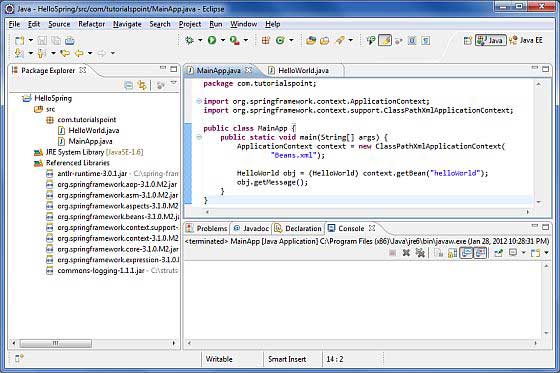 Java - HelloSpring/src/com/tutorialspoint/MainApp.java - Eclipse
File Edit Source Refactor Navigate Search Project Run Window Help
Java Java EE
Package Explorer
HelloSpring
src
com.tutorialspoint
HelloWorld.java
MainApp.java
JRE System Library [JavaSE-1.6]
Referenced Libraries
antlr-runtime-3.0.1.jar - C:\spring-fram
org.springframework.aop-3.1.0.M2.jar
org.springframework.asm-3.1.0.M2.jar
org.springframework.aspects-3.1.0.M2
org.springframework.beans-3.1.0.M2.ja
org.springframework.context.support-
org.springframework.context-3.1.0.M2
org.springframework.core-3.1.0.M2.jar
org.springframework.expression-3.1.0.
commons-logging-1.1.1.jar - C:\struts
MainApp.java HelloWorld.java
package com.tutorialspoint;
import org.springframework.context.ApplicationContext;
import org.springframework.context.support.ClassPathXmlApplicationContext;
public class MainApp {
public static void main(String[] args) {
ApplicationContext context = new ClassPathXmlApplicationContext(
"Beans.xml");
HelloWorld obj = (HelloWorld) context.getBean("helloWorld");
obj.getMessage();
}
}
Problems Javadoc Declaration Console
<terminated> MainApp [Java Application] C:\Program Files (x86)\Java\jre6\bin\javaw.exe (Jan 28, 2012 10:28:31 PM)
Writable Smart Insert 14 : 2